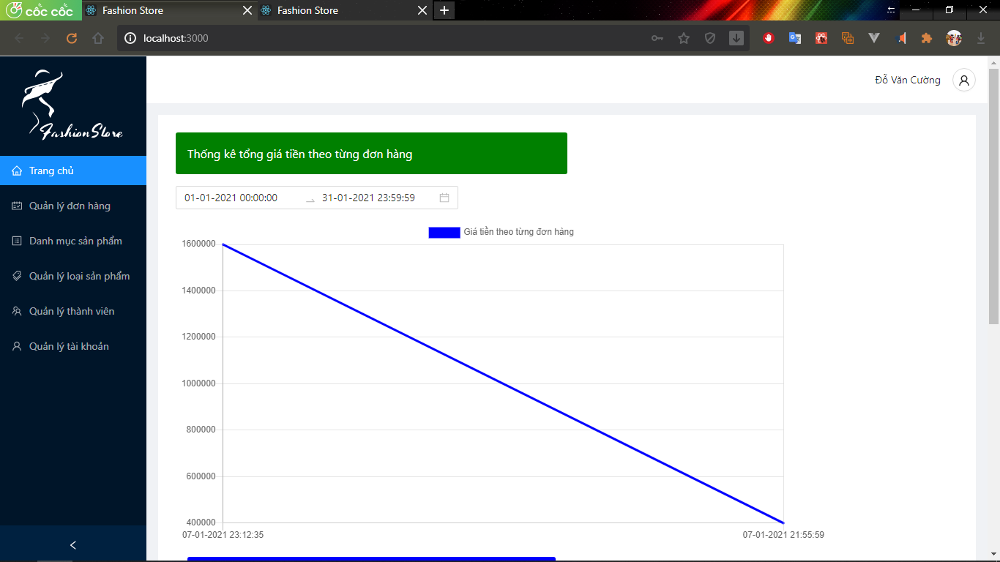 cốc cốc
Fashion Store
Fashion Store
localhost:3000
Đỗ Văn Cường
FashionStore
Trang chủ
Quản lý đơn hàng
Danh mục sản phẩm
Quản lý loại sản phẩm
Quản lý thành viên
Quản lý tài khoản
Thống kê tổng giá tiền theo từng đơn hàng
01-01-2021 00:00:00
31-01-2021 23:59:59
Giá tiền theo từng đơn hàng
1600000
1400000
1200000
1000000
800000
600000
400000
07-01-2021 23:12:35
07-01-2021 21:55:59